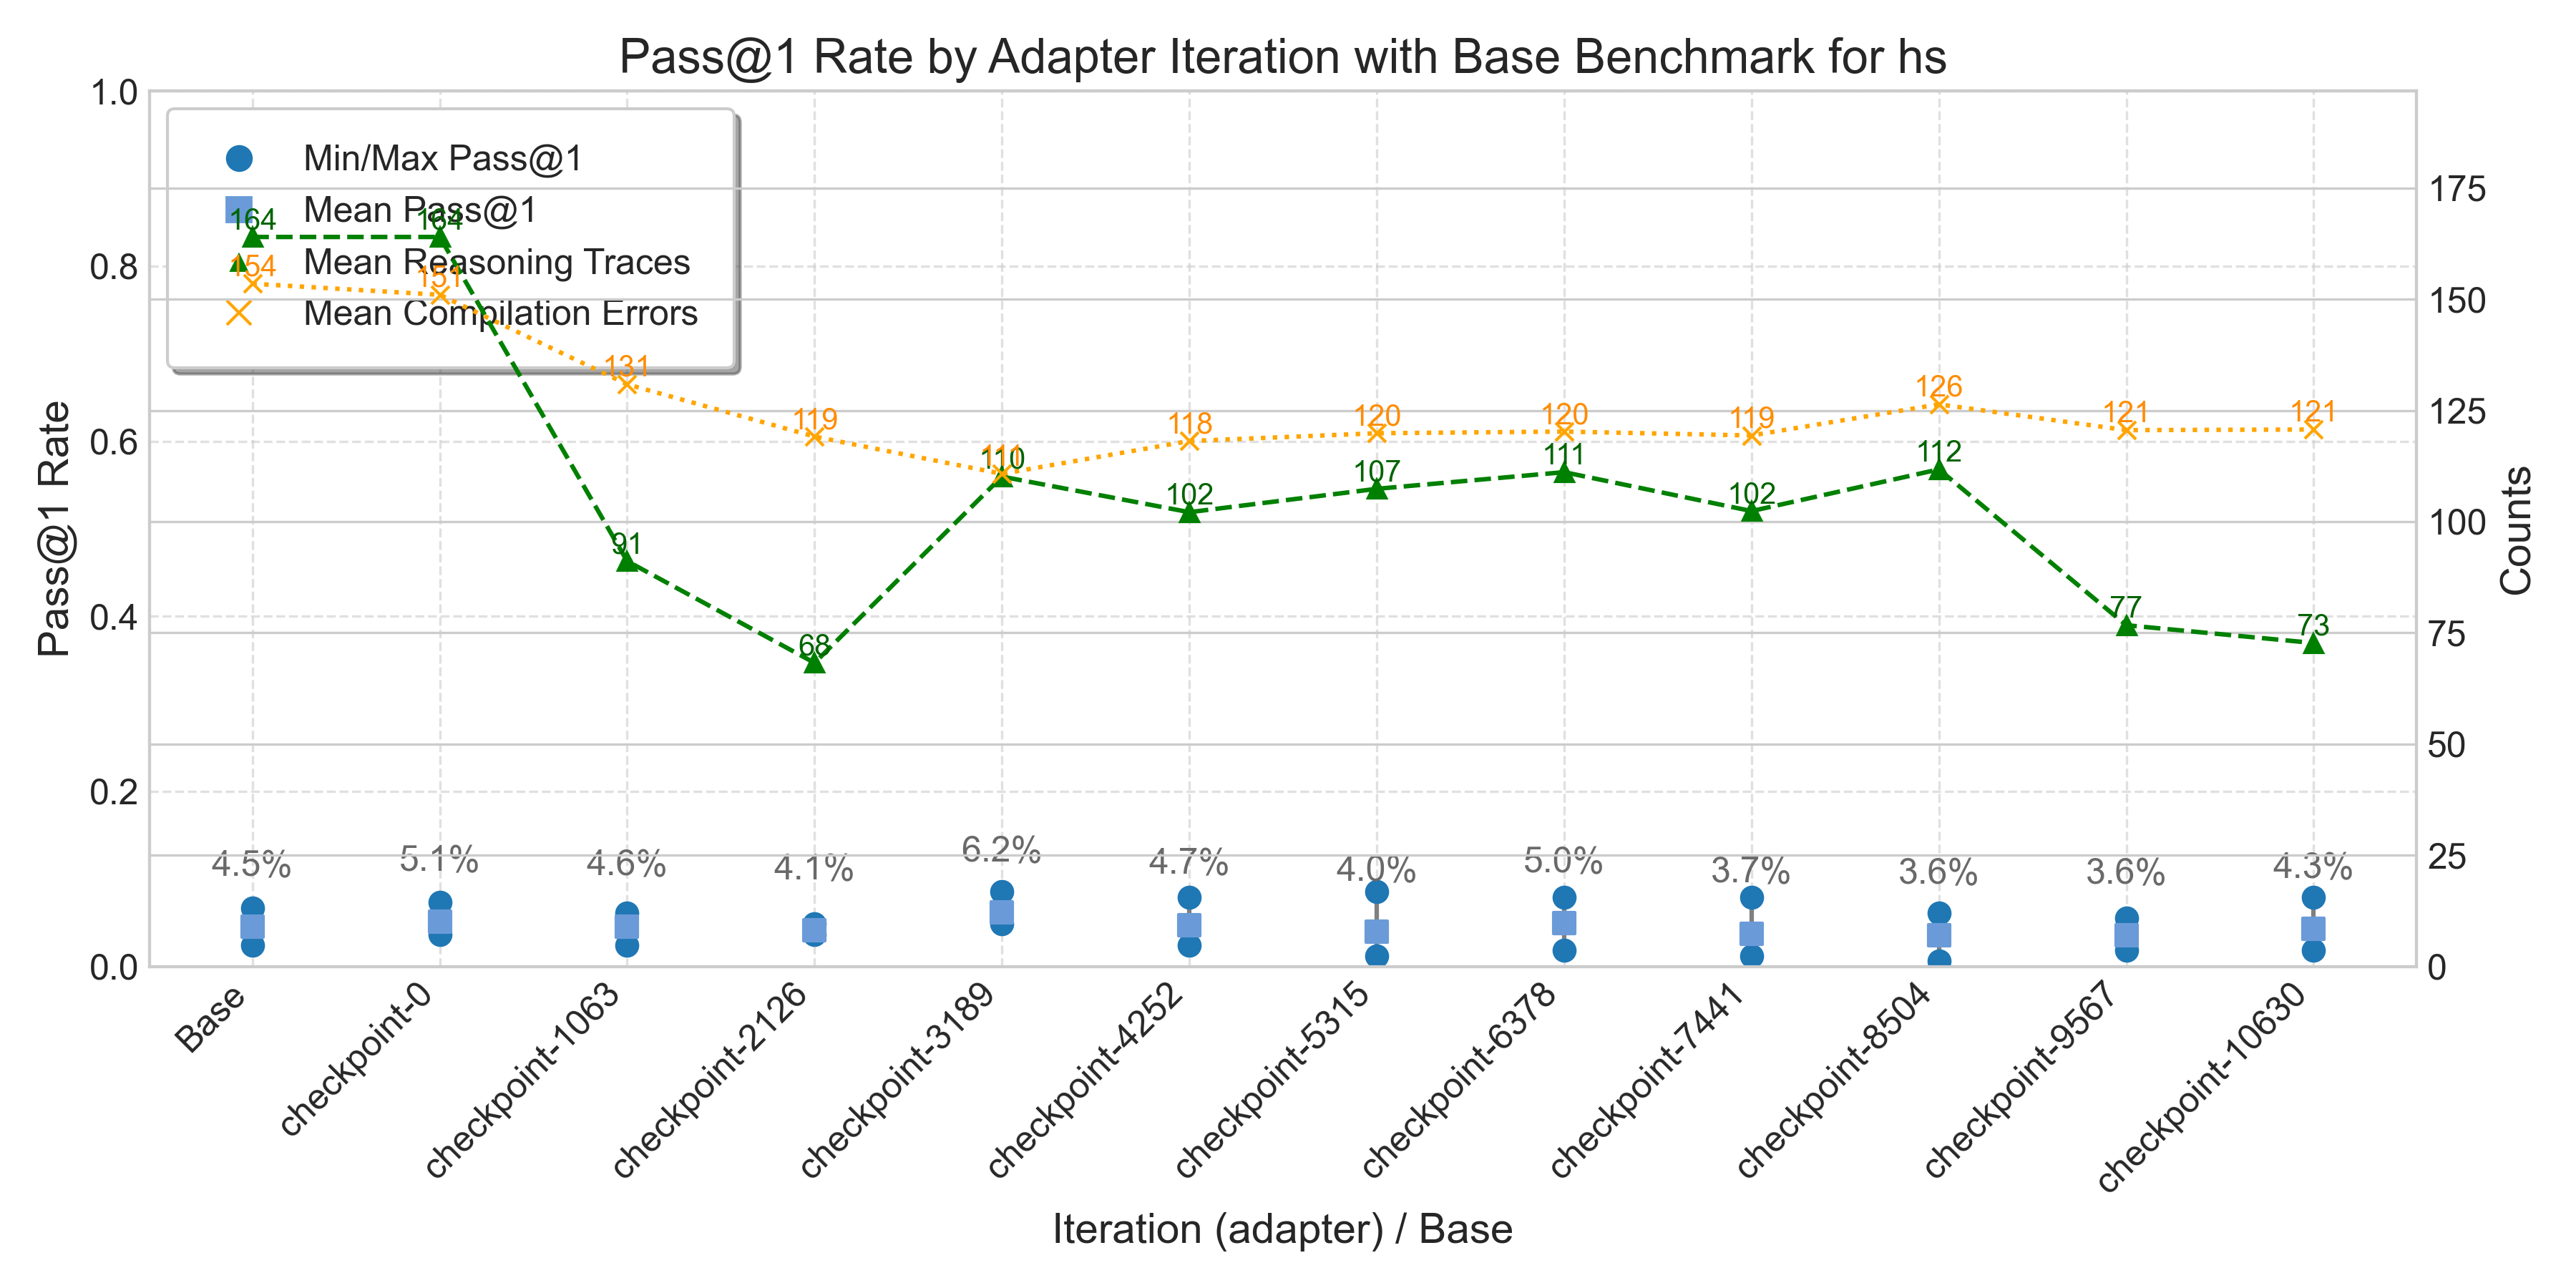 Pass@1 Rate by Adapter Iteration with Base Benchmark for hs
Pass@1 Rate
1.0
0.8
0.6
0.4
0.2
0.0
Min/Max Pass@1
Mean Pass@1
Mean Reasoning Traces
Mean Compilation Errors
164
164
91
68
110
102
107
111
102
112
77
73
154
151
131
119
111
118
120
120
119
126
121
121
4.5%
5.1%
4.6%
4.1%
6.2%
4.7%
4.0%
5.0%
3.7%
3.6%
3.6%
4.3%
175
150
125
100
75
50
25
0
Counts
Base
checkpoint-0
checkpoint-1063
checkpoint-2126
checkpoint-3189
checkpoint-4252
checkpoint-5315
checkpoint-6378
checkpoint-7441
checkpoint-8504
checkpoint-9567
checkpoint-10630
Iteration (adapter) / Base